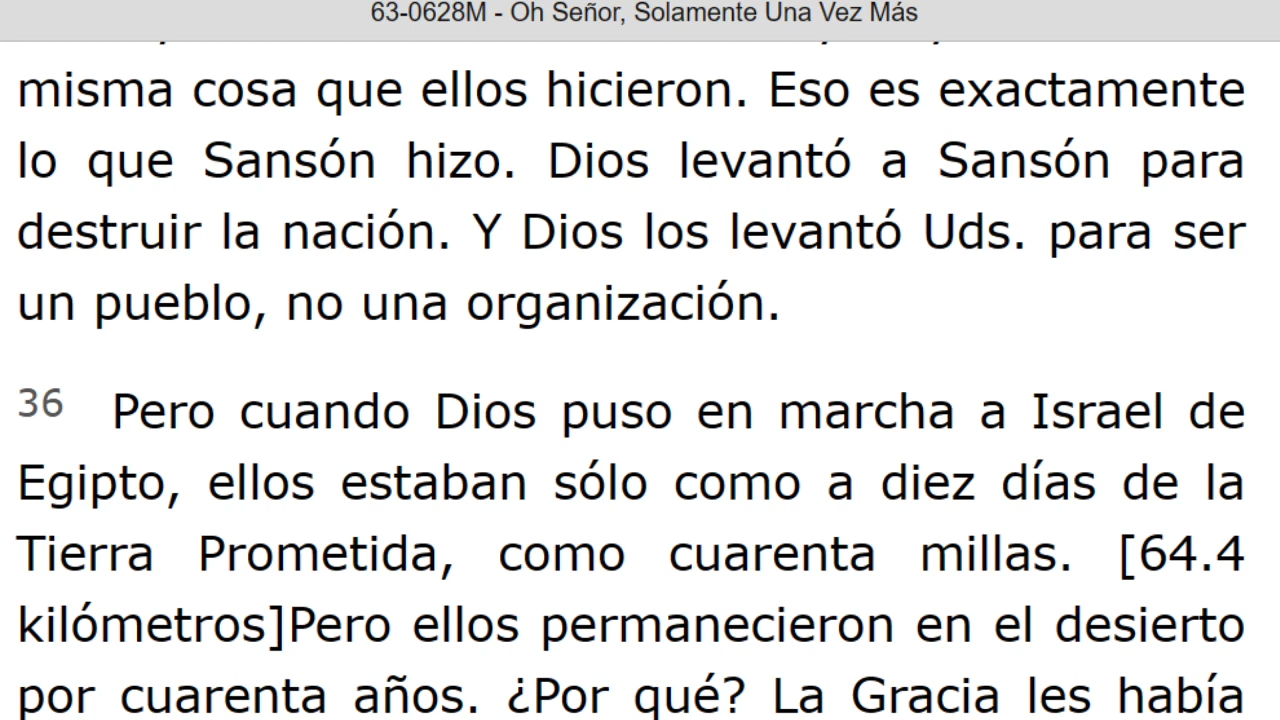 63-0628M - Oh Señor, Solamente Una Vez Más
misma cosa que ellos hicieron. Eso es exactamente
lo que Sansón hizo. Dios levantó a Sansón para
destruir la nación. Y Dios los levantó Uds. para ser
un pueblo, no una organización.
36 Pero cuando Dios puso en marcha a Israel de
Egipto, ellos estaban sólo como a diez días de la
Tierra Prometida, como cuarenta millas. [64.4
kilómetros]Pero ellos permanecieron en el desierto
por cuarenta años. ¿Por qué? La Gracia les había